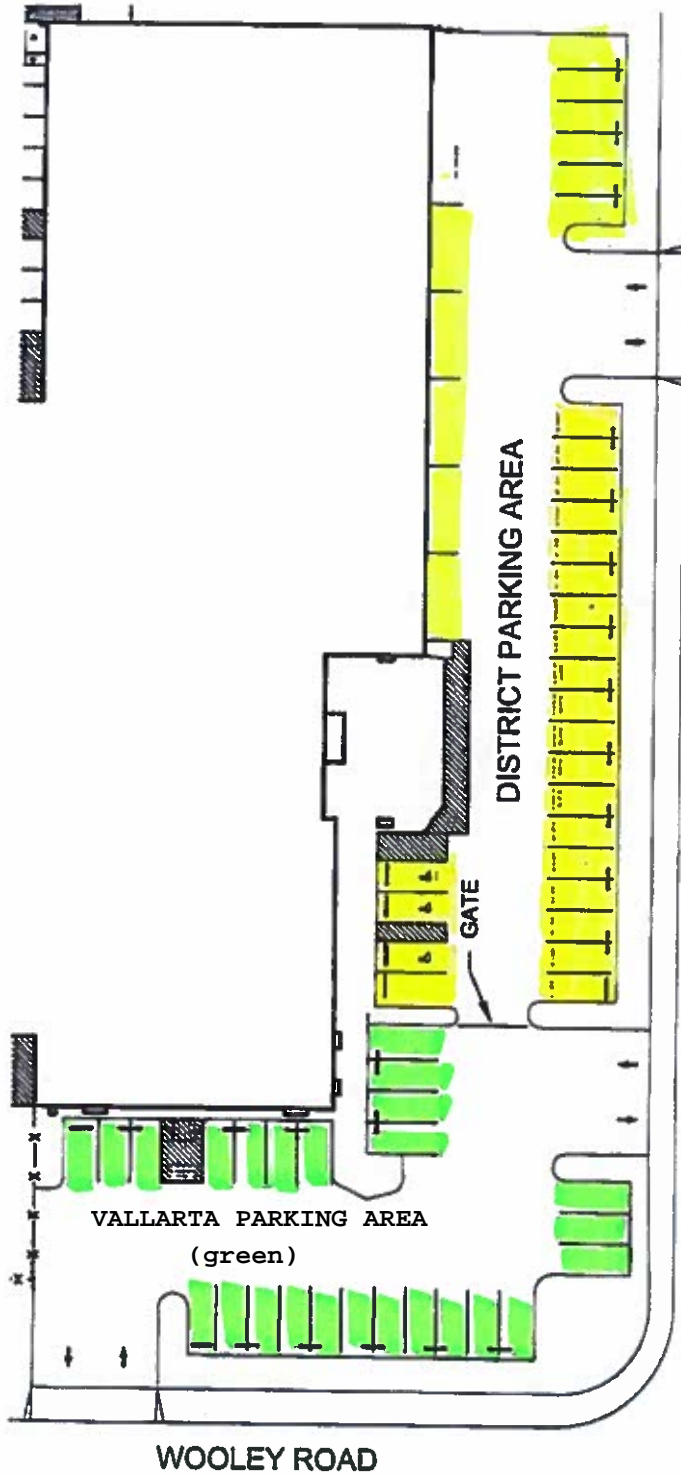 DISTRICT PARKING AREA
GATE
VALLARTA PARKING AREA
(green)
WOOLEY ROAD